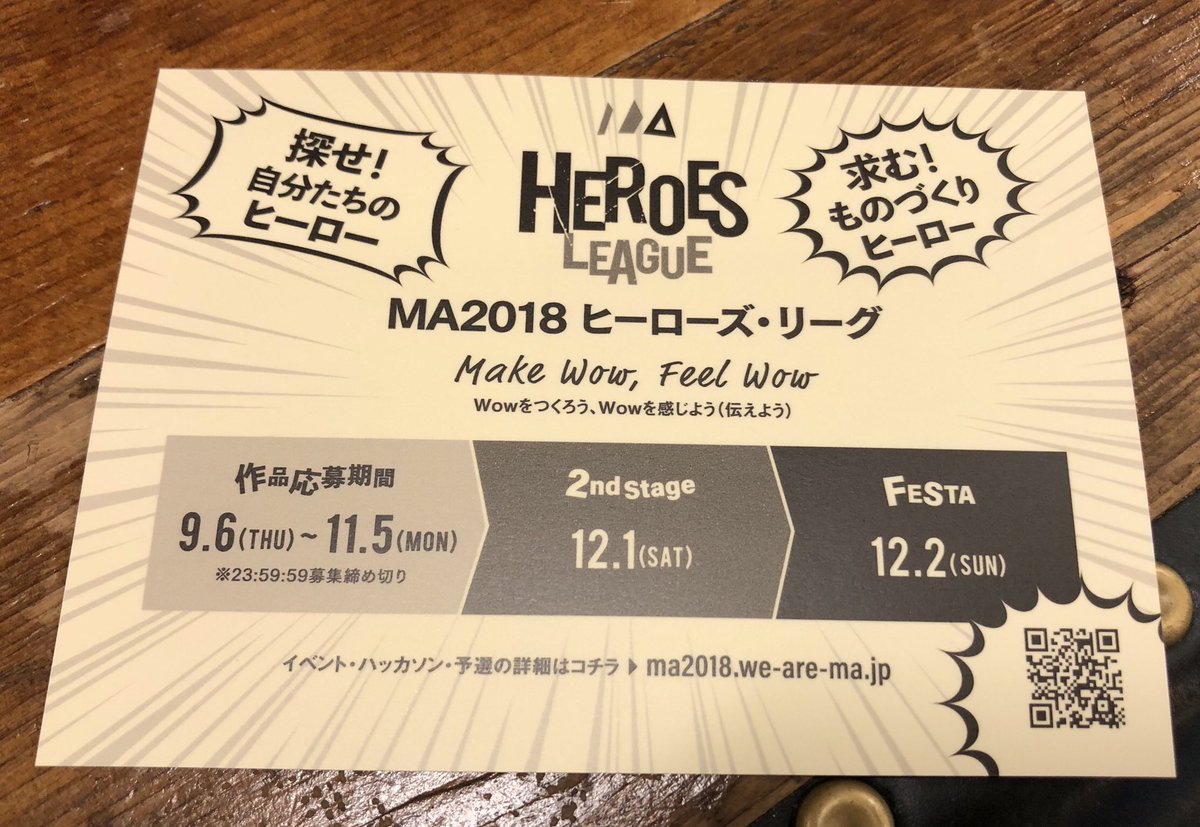 探せ!
自分たちの
ヒーロー
MA
HEROES
LEAGUE
求む!
ものづくり
ヒーロー
MA2018 ヒーローズ・リーグ
Make Wow, Feel Wow
Wowをつくろう、Wowを感じよう(伝えよう)
作品応募期間
9.6(THU)~11.5(MON)
※23:59:59募集締め切り
2nd Stage
12.1(SAT)
FESTA
12.2(SUN)
イベント・ハッカソン・予選の詳細はコチラ▶ma2018.we-are-ma.jp